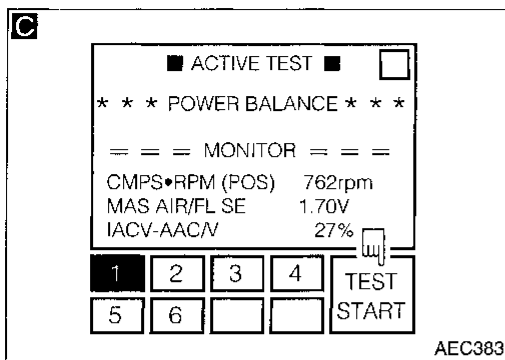 C
■ ACTIVE TEST ■
* * * POWER BALANCE * * *
= = = MONITOR = = =
CMPS•RPM (POS) 762rpm
MAS AIR/FL SE 1.70V
IACV-AAC/V 27%
1 2 3 4 TEST
5 6 START
AEC383